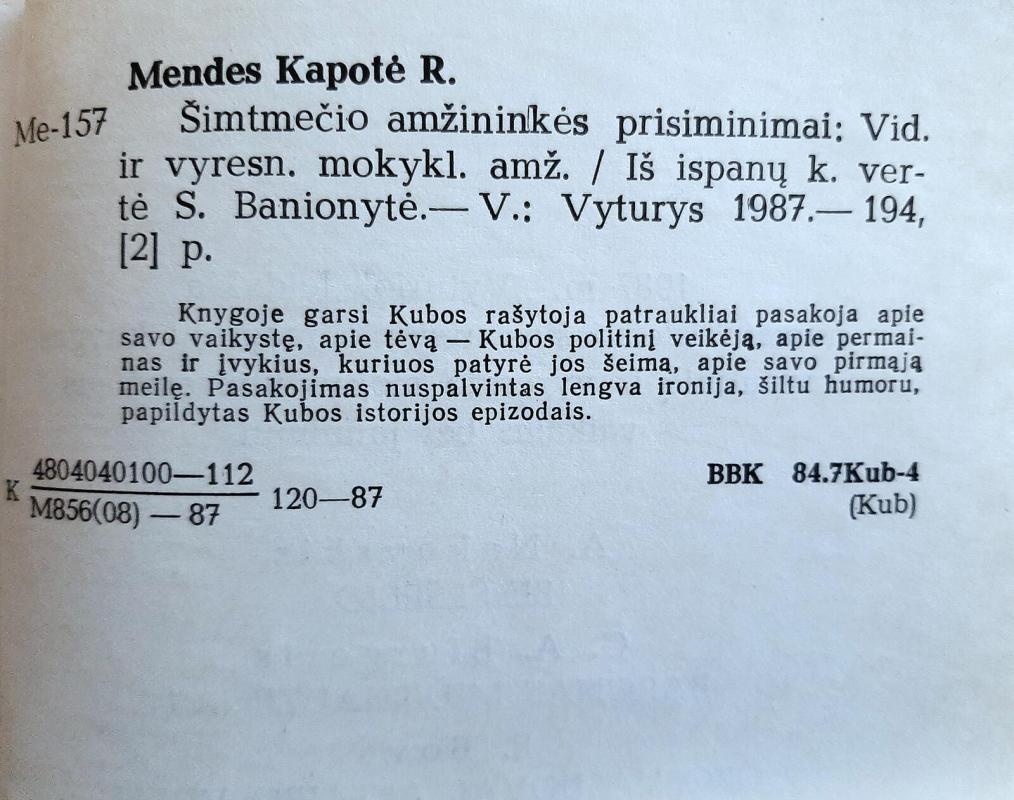 Mendes Kapotė R.
Me-157 Šimtmečio amžininkės prisiminimai: Vid.
ir vyresn. mokykl. amž. / Iš ispanų k. ver-
tė S. Banionytė.— V.: Vyturys 1987.— 194,
[2] p.
Knygoje garsi Kubos rašytoja patraukliai pasakoja apie
savo vaikystę, apie tėvą — Kubos politinį veikėją, apie permai-
nas ir įvykius, kuriuos patyrė jos šeima, apie savo pirmąją
meilę. Pasakojimas nuspalvintas lengva ironija, šiltu humoru,
papildytas Kubos istorijos epizodais.
K 4804040100—112
M856(08) — 87
120—87
BBK 84.7Kub-4
(Kub)